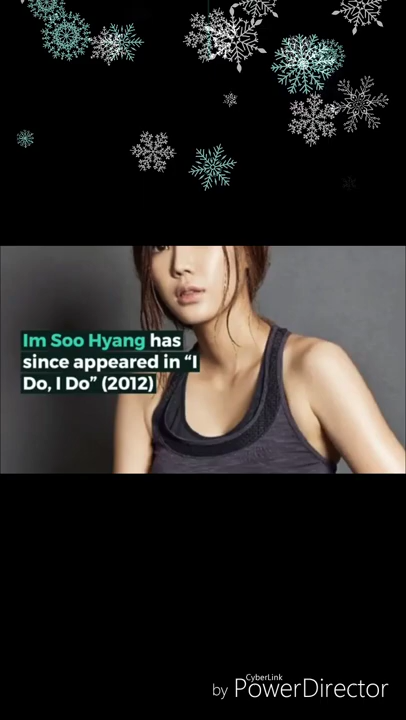 Im Soo Hyang has
since appeared in “I
Do, I Do” (2012)
CyberLink
by PowerDirector